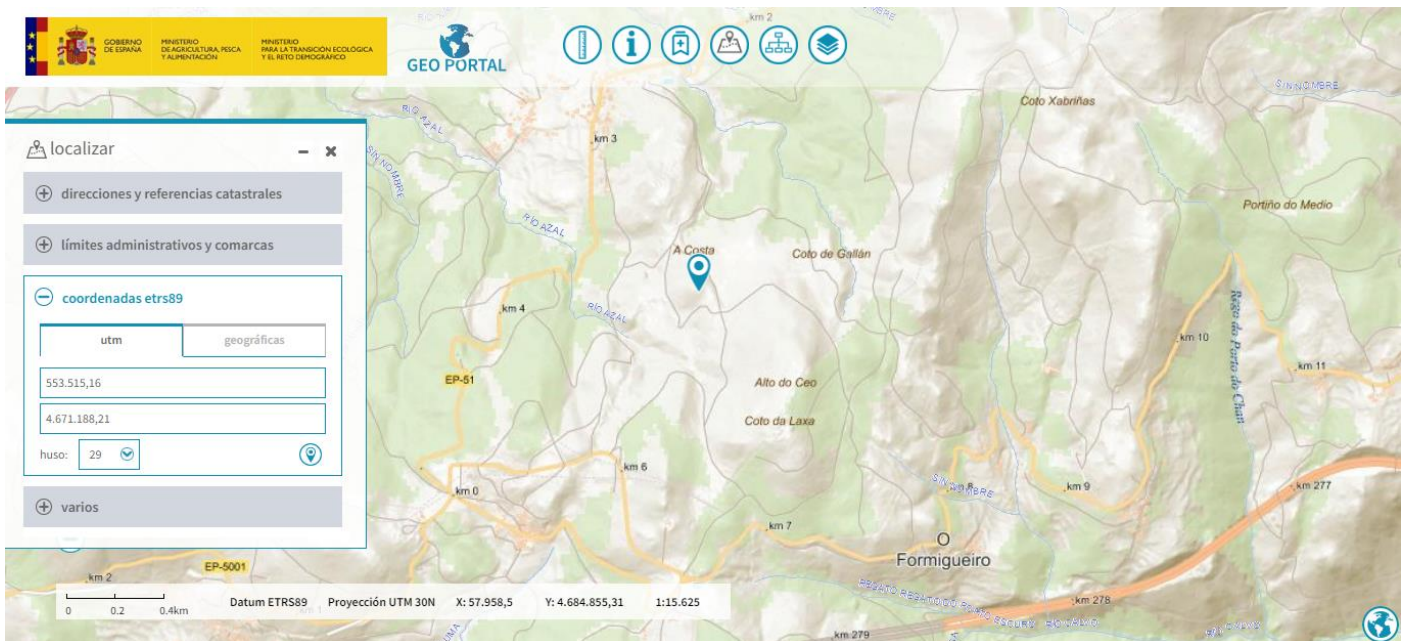 GOBIERNO
DE ESPAÑA
MINISTERIO
DE AGRICULTURA, PESCA
Y ALIMENTACIÓN
MINISTERIO
PARA LA TRANSICIÓN ECOLÓGICA
Y EL RETO DEMOGRÁFICO
GEO PORTAL
km 2
SIN NOMBRE
Coto Xabriñas
RÍO AZAL
km 3
localizar
SIN NOMBRE
direcciones y referencias catastrales
Portiño do Medio
RÍO AZAL
límites administrativos y comarcas
A Costa
Coto de Gallán
coordenadas etrs89
km 4
RÍO AZAL
Rego da Parto do Chan
utm
geográficas
km 10
km 11
553.515,16
EP-51
Alto do Ceo
4.671.188,21
Coto da Laxa
huso:
29
km 6
SIN NOMBRE
8
km 9
km 277
km 0
varios
km 7
O
Formigueiro
EP-5001
km 2
km 278
0
0.2
0.4km
Datum ETRS89
Proyección UTM 30N
X: 57.958,5
Y: 4.684.855,31
1:15.625
km 279